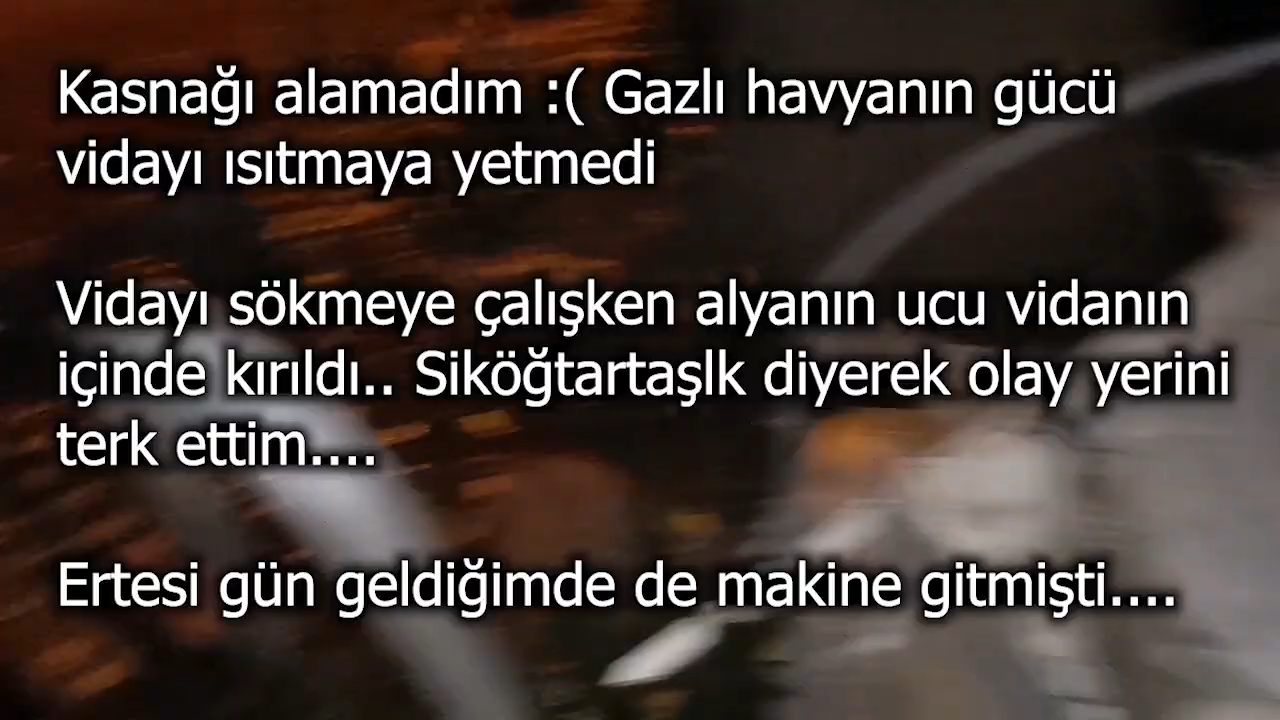 Kasnağı alamadım :( Gazlı havyanın gücü
vidayı ısıtmaya yetmedi
Vidayı sökmeye çalışken alyanın ucu vidanın
içinde kırıldı.. Siköğtartaşlk diyerek olay yerini
terk ettim....
Ertesi gün geldiğimde de makine gitmişti....